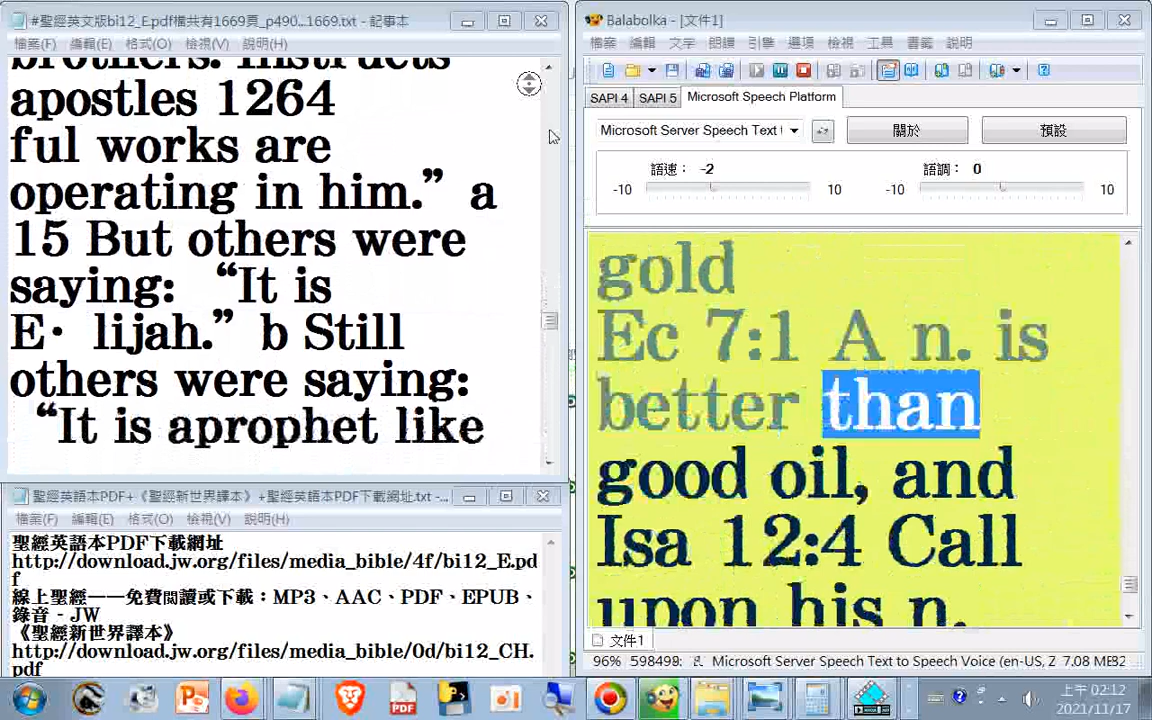 #聖經英文版bi12_E.pdf檔共有1669頁_p490...1669.txt - 記事本
檔案(F) 編輯(E) 格式(O) 檢視(V) 說明(H)
brothers. Instructs
apostles 1264
ful works are
operating in him.” a
15 But others were
saying: “It is
E· lijah.” b Still
others were saying:
“It is aprophet like
聖經英語本PDF+《聖經新世界譯本》+聖經英語本PDF下載網址.txt -...
檔案(F) 編輯(E) 格式(O) 檢視(V) 說明(H)
聖經英語本PDF下載網址
http://download.jw.org/files/media_bible/4f/bi12_E.pd
f
線上聖經——免費閱讀或下載：MP3、AAC、PDF、EPUB、
錄音 - JW
《聖經新世界譯本》
http://download.jw.org/files/media_bible/0d/bi12_CH.
pdf
Balabolka - [文件1]
檔案 編輯 文字 朗讀 引擎 選項 檢視 工具 書籤 說明
SAPI 4 SAPI 5 Microsoft Speech Platform
Microsoft Server Speech Text 關於 預設
語速： -2 語調： 0
-10 10 -10 10
gold
Ec 7:1 A n. is
better than
good oil, and
Isa 12:4 Call
upon his n.
文件1
96% 598498: Microsoft Server Speech Text to Speech Voice (en-US, Z 7.08 MB
上午 02:12
2021/11/17